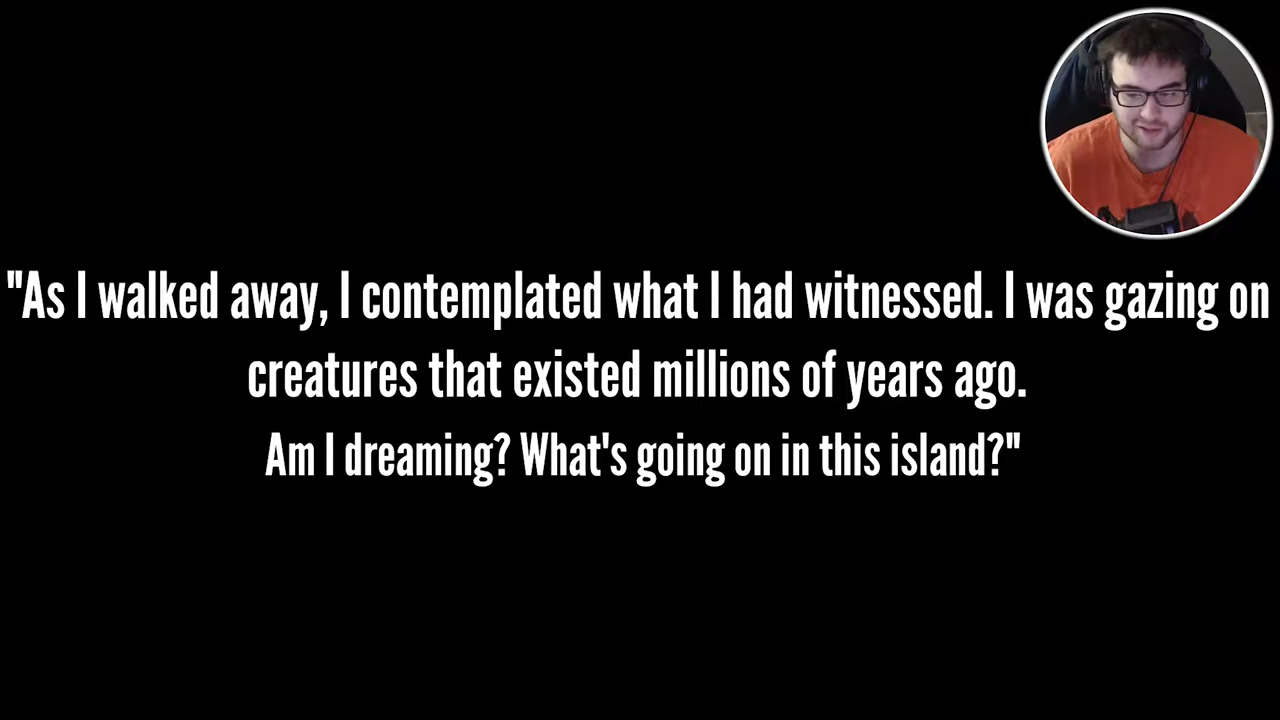 "As I walked away, I contemplated what I had witnessed. I was gazing on
creatures that existed millions of years ago.
Am I dreaming? What's going on in this island?"